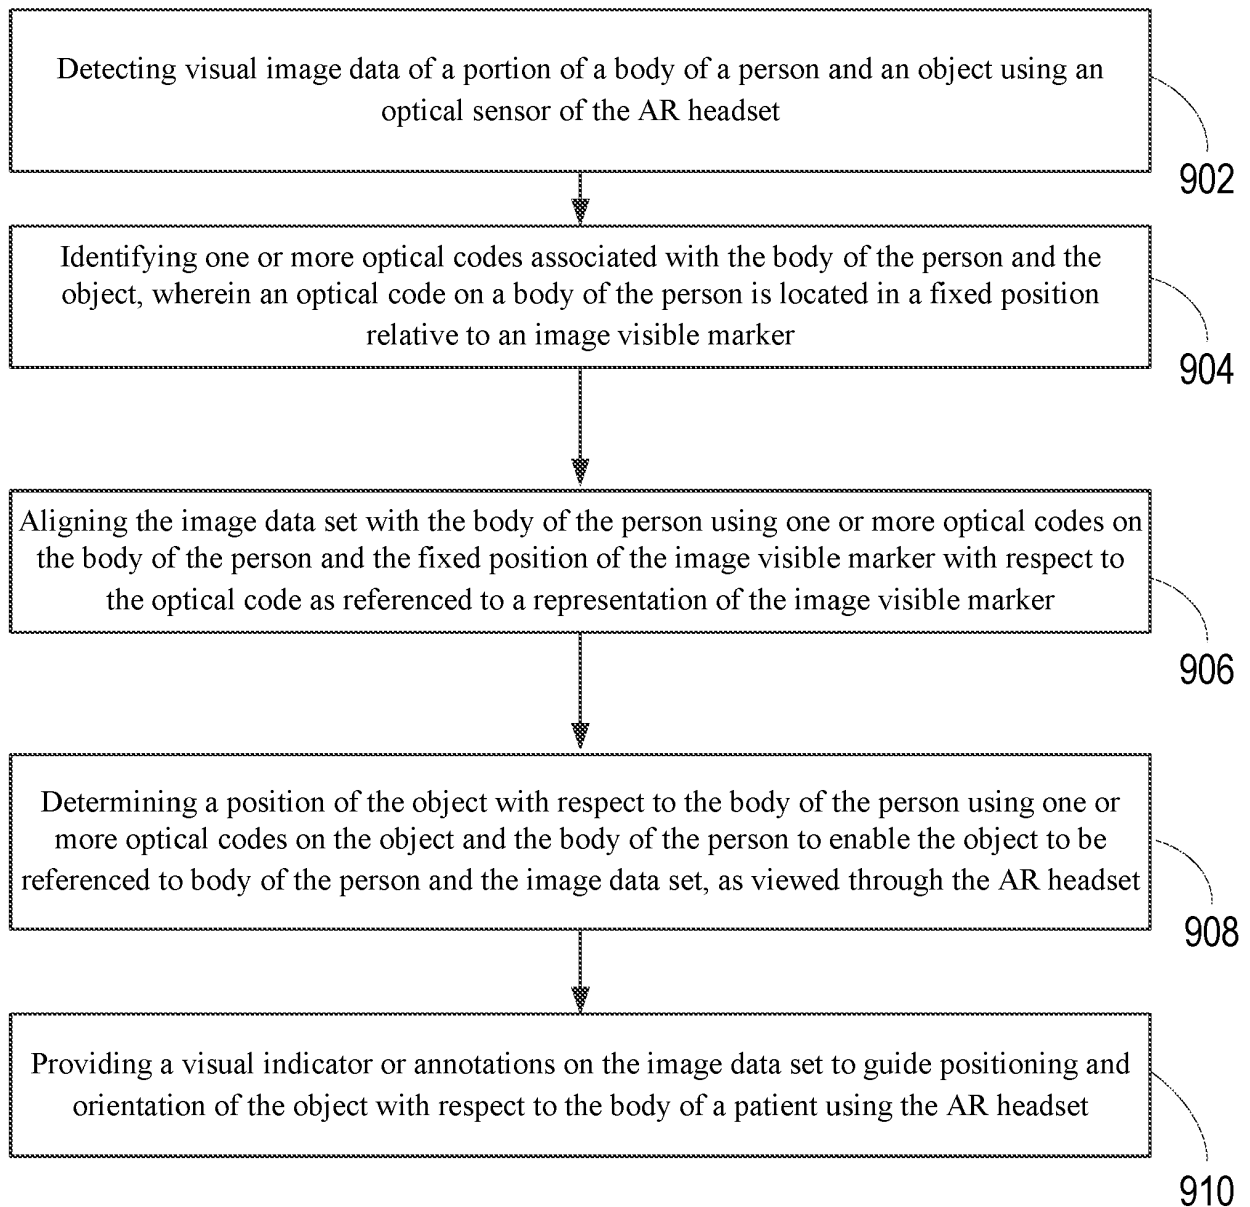 Detecting visual image data of a portion of a body of a person and an object using an
optical sensor of the AR headset
902
Identifying one or more optical codes associated with the body of the person and the
object, wherein an optical code on a body of the person is located in a fixed position
relative to an image visible marker
904
Aligning the image data set with the body of the person using one or more optical codes on
the body of the person and the fixed position of the image visible marker with respect to
the optical code as referenced to a representation of the image visible marker
906
Determining a position of the object with respect to the body of the person using one or
more optical codes on the object and the body of the person to enable the object to be
referenced to body of the person and the image data set, as viewed through the AR headset
908
Providing a visual indicator or annotations on the image data set to guide positioning and
orientation of the object with respect to the body of a patient using the AR headset
910